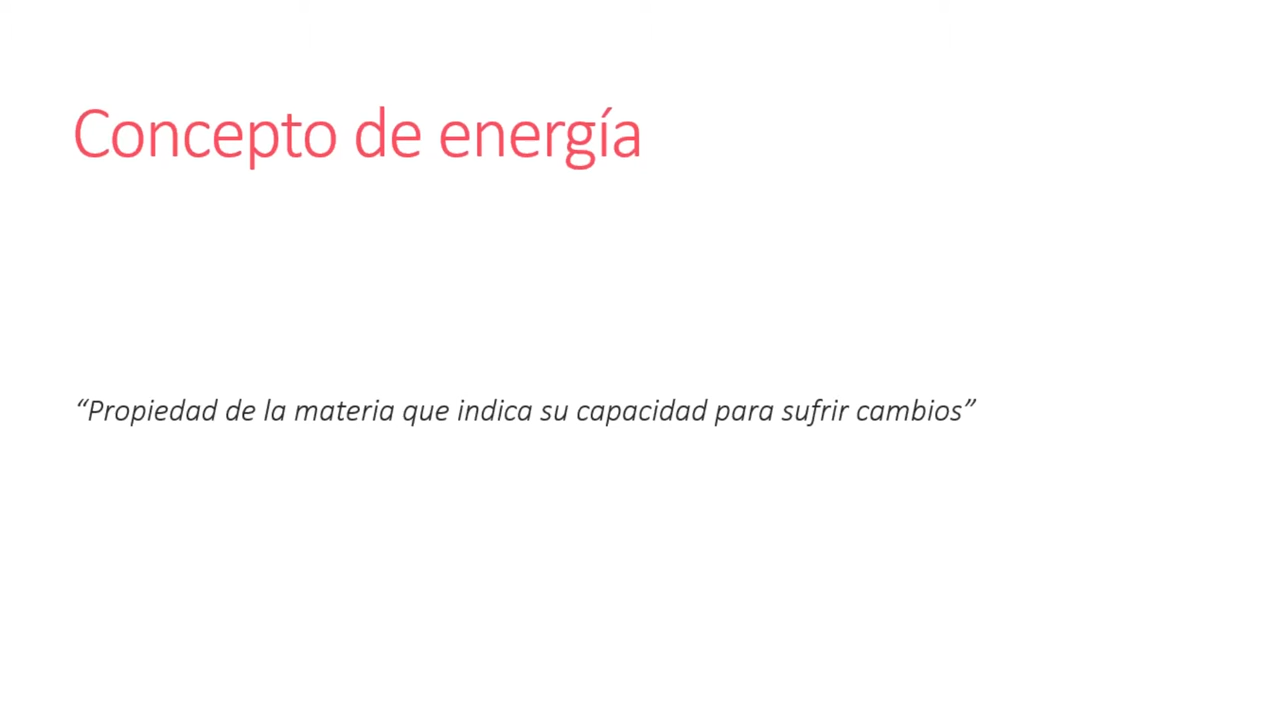 Concepto de energía
“Propiedad de la materia que indica su capacidad para sufrir cambios”